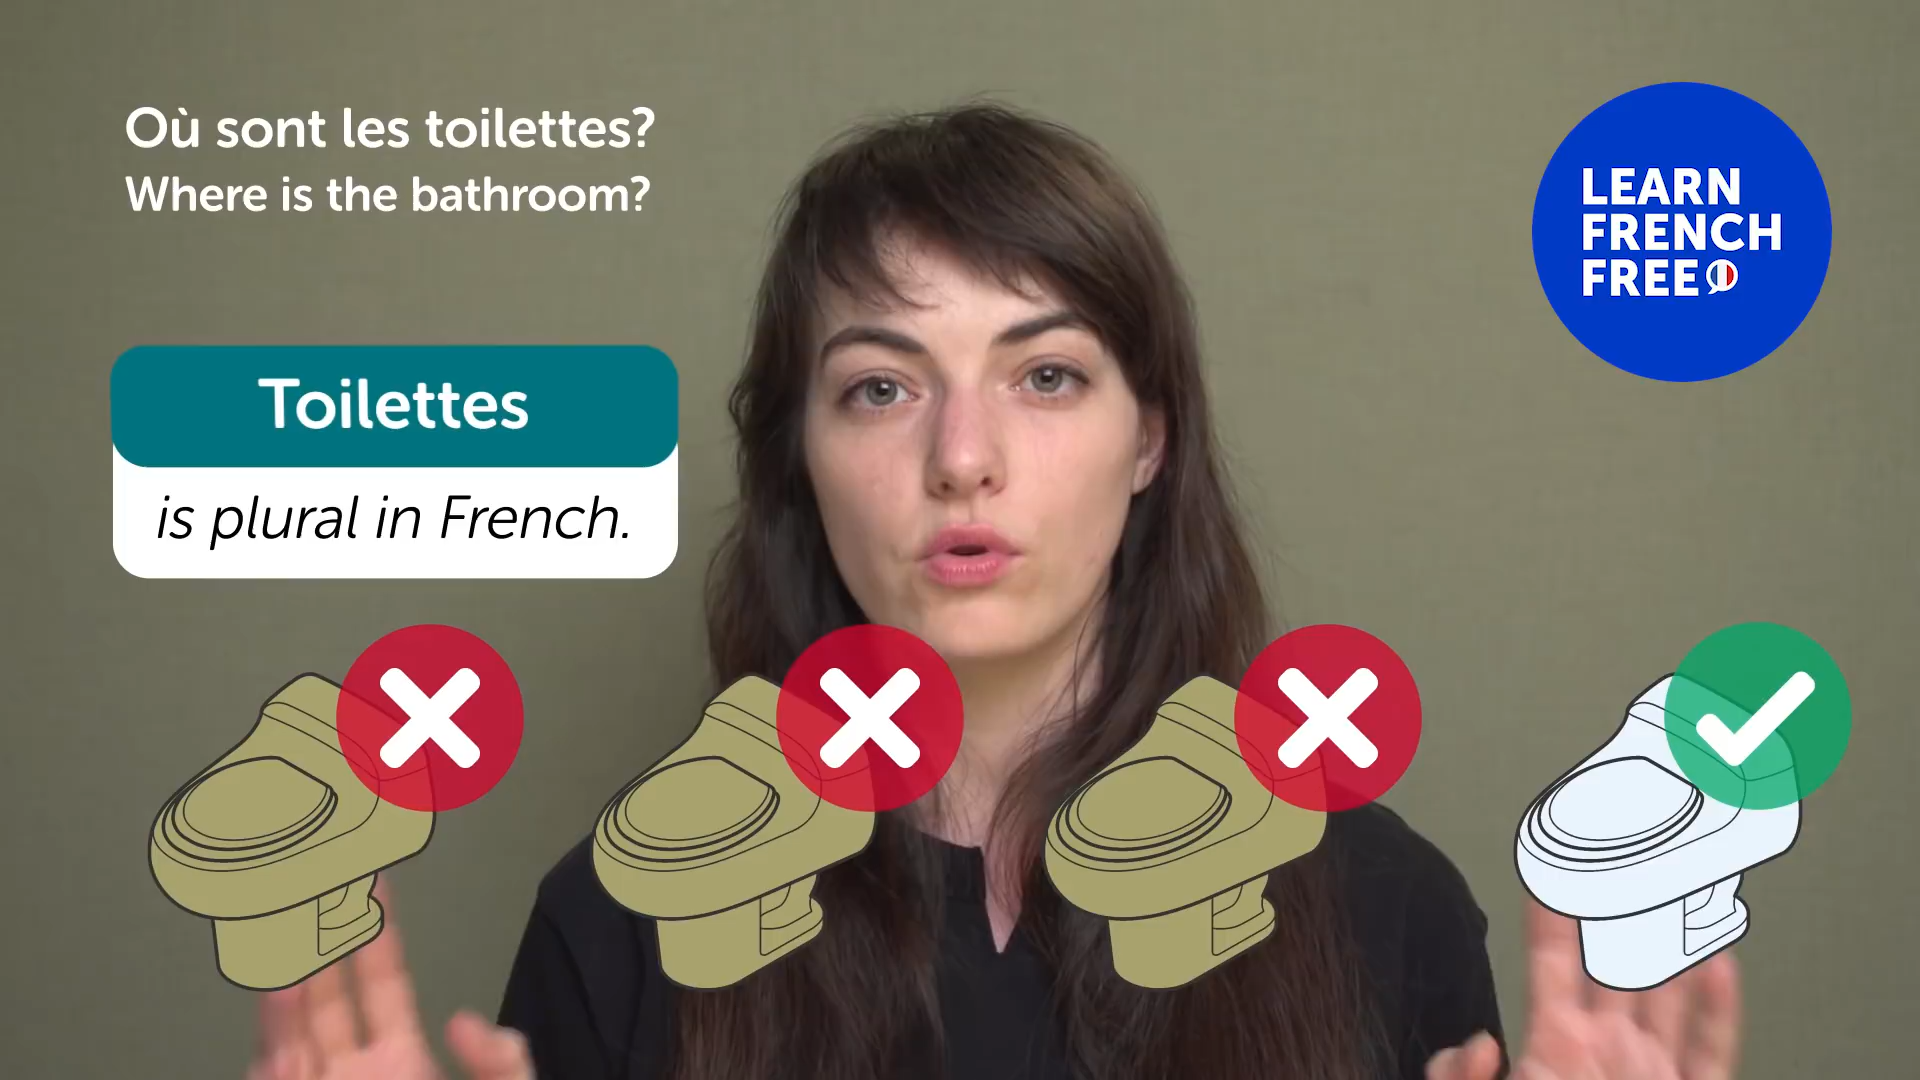 Où sont les toilettes?
Where is the bathroom?
Toilettes
is plural in French.
LEARN
FRENCH
FREE